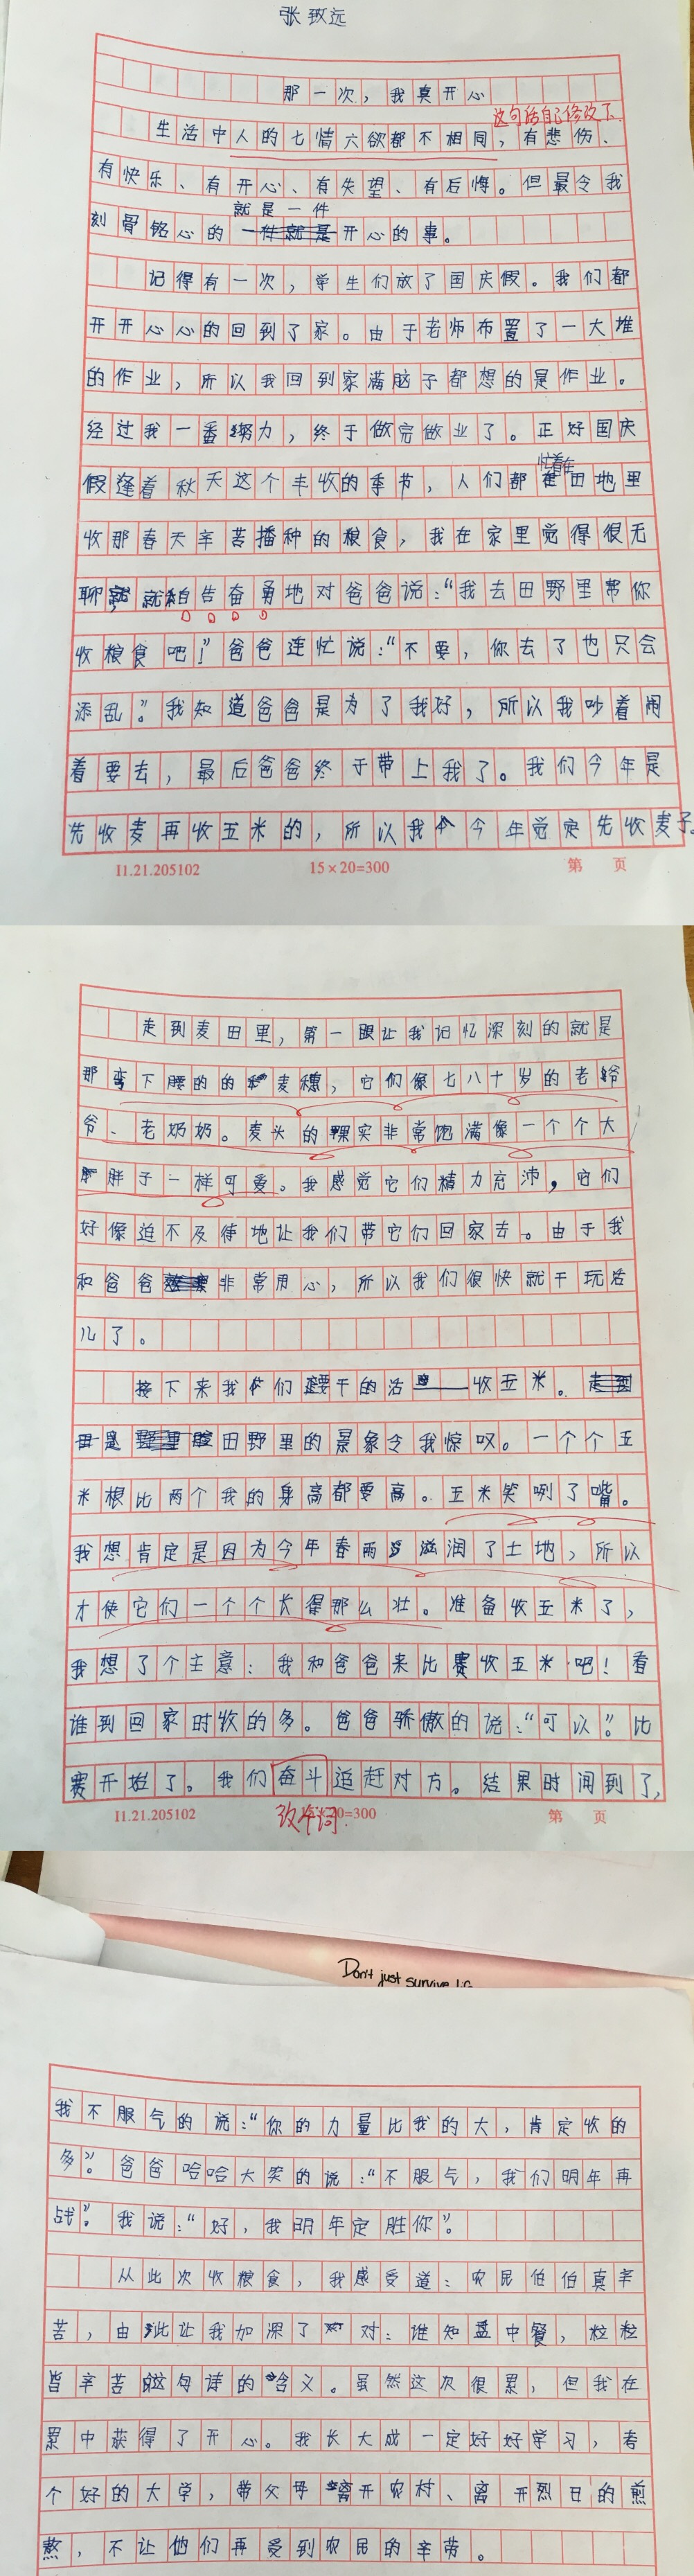 张致远
那一次，我真开心
这句话自己修改下.
生活中人的七情六欲都不相同，有悲伤、
有快乐、有开心、有失望、有后悔。但最令我
就是一件
刻骨铭心的开心的事。
记得有一次，学生们放了国庆假。我们都
开开心心的回到了家。由于老师布置了一大堆
的作业，所以我回到家满脑子都想的是作业。
经过我一番努力，终于做完做业了。正好国庆
忙着在
假逢着秋天这个丰收的季节，人们都田地里
收那春天辛苦播种的粮食，我在家里觉得很无
聊，就自告奋勇地对爸爸说：“我去田野里帮你
收粮食吧！”爸爸连忙说：“不要，你去了也只会
添乱”。我知道爸爸是为了我好，所以我吵着闹
着要去，最后爸爸终于带上我了。我们今年是
先收麦再收玉米的，所以我今年觉定先收麦子。
11.21.205102 15×20=300 第 页
走到麦田里，第一眼让我记忆深刻的就是
那弯下腰的的麦穗，它们像七八十岁的老爷
爷、老奶奶。麦头的颗实非常饱满像一个个大
胖子一样可爱。我感觉它们精力充沛，它们
好像迫不及待地让我们带它们回家去。由于我
和爸爸非常用心，所以我们很快就干玩活
儿了。
接下来我们要干的活收玉米。
田野里的景象令我惊叹。一个个玉
米根比两个我的身高都要高。玉米笑咧了嘴。
我想肯定是因为今年春雨滋润了土地，所以
才使它们一个个长得那么壮。准备收玉米了，
我想了个主意：我和爸爸来比赛收玉米吧！看
谁到回家时收的多。爸爸骄傲的说：“可以”。比
赛开始了。我们奋斗追赶对方。结果时间到了，
改个词.
11.21.205102 15×20=300 第 页
Don't just survive
我不服气的说：“你的力量比我的大，肯定收的
多”。爸爸哈哈大笑的说：“不服气，我们明年再
战”。我说：“好，我明年定胜你”。
从此次收粮食，我感受道：农民伯伯真辛
苦，由此让我加深了对：谁知盘中餐，粒粒
皆辛苦这句诗的含义。虽然这次很累，但我在
累中获得了开心。我长大成一定好好学习，考
个好的大学，带父母离开农村、离开烈日的煎
熬，不让他们再受到农民的辛劳。